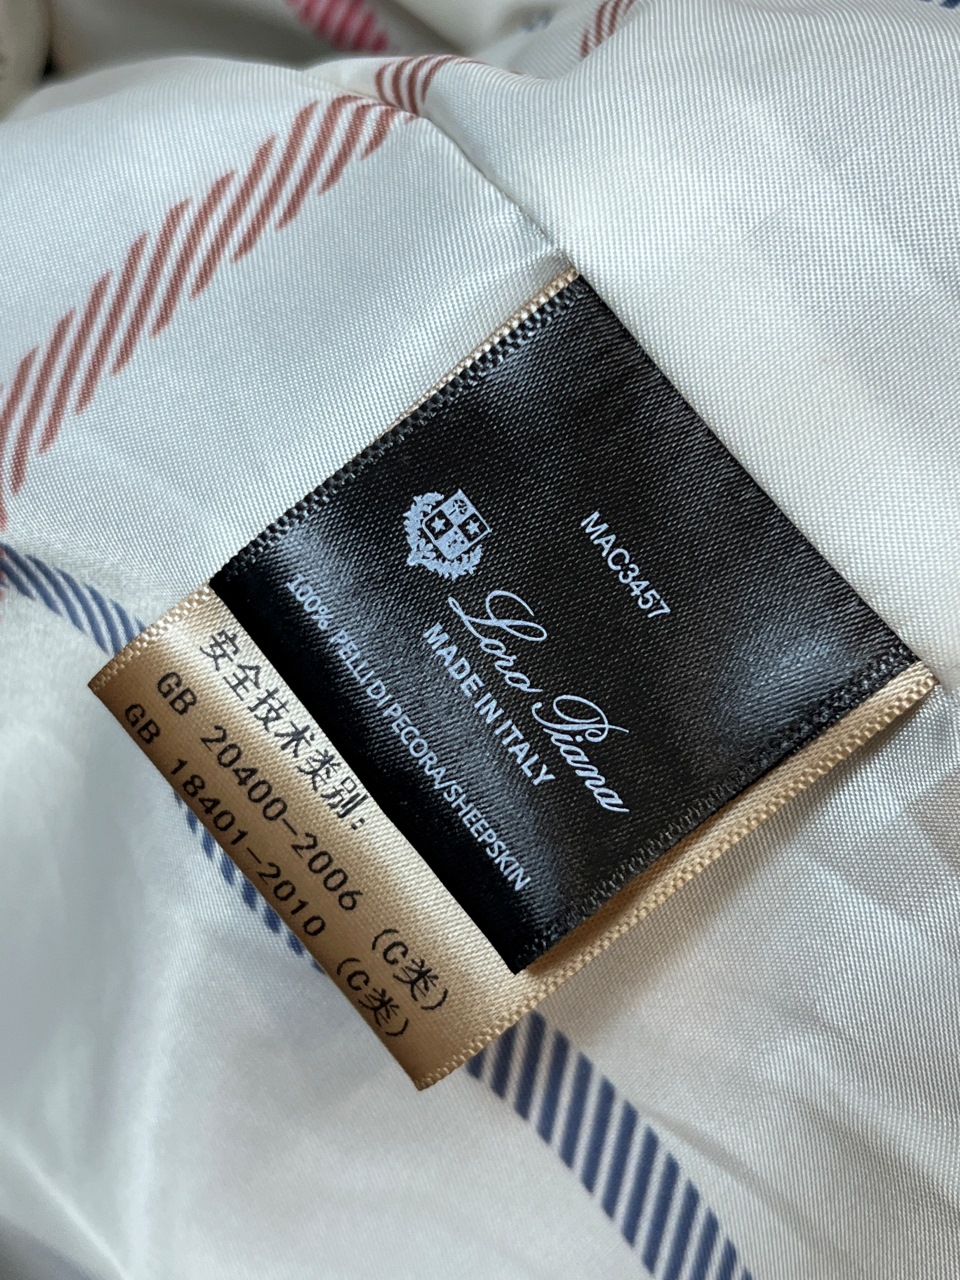 MAC3457
Loro Piana
MADE IN ITALY
100% PELLI DI PECORA/SHEEPSKIN
安全技术类别:
GB 20400-2006 (C类)
GB 18401-2010 (C类)